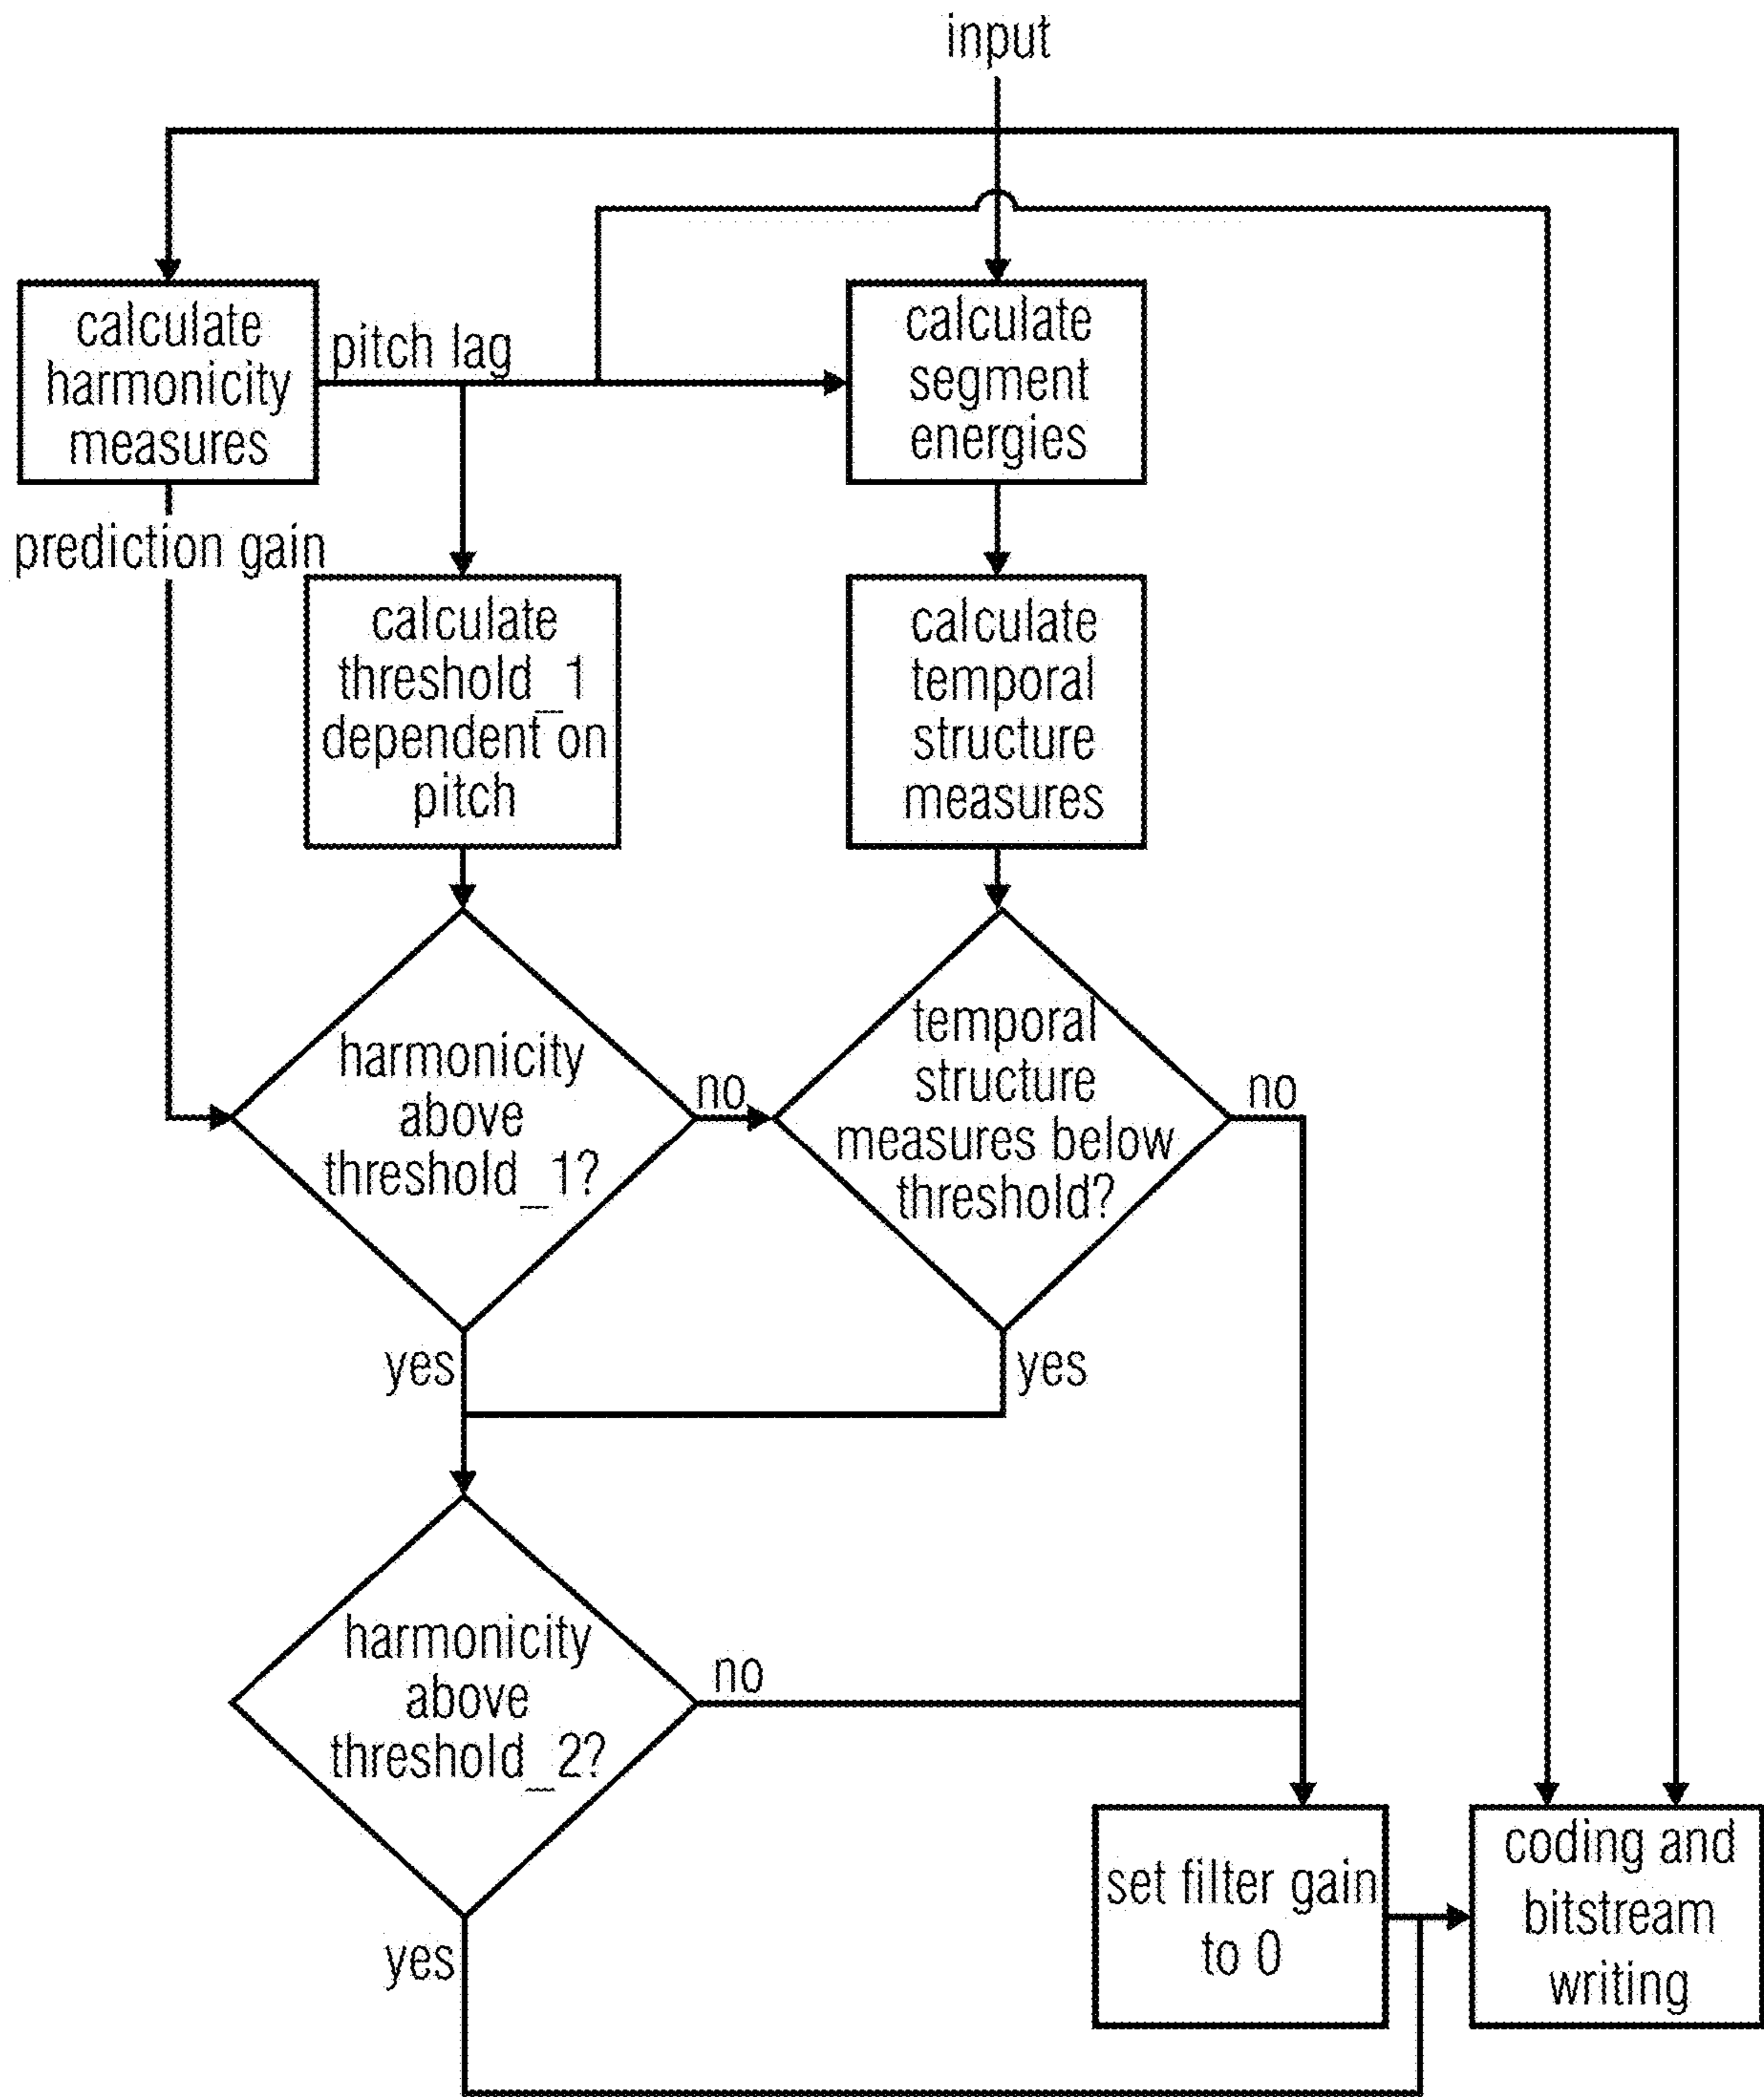 input
calculate
harmonicity
measures
pitch lag
calculate
segment
energies
prediction gain
calculate
threshold_1
dependent on
pitch
calculate
temporal
structure
measures
harmonicity
above
threshold_1?
no
temporal
structure
measures below
threshold?
no
yes
yes
harmonicity
above
threshold_2?
no
yes
set filter gain
to 0
coding and
bitstream
writing